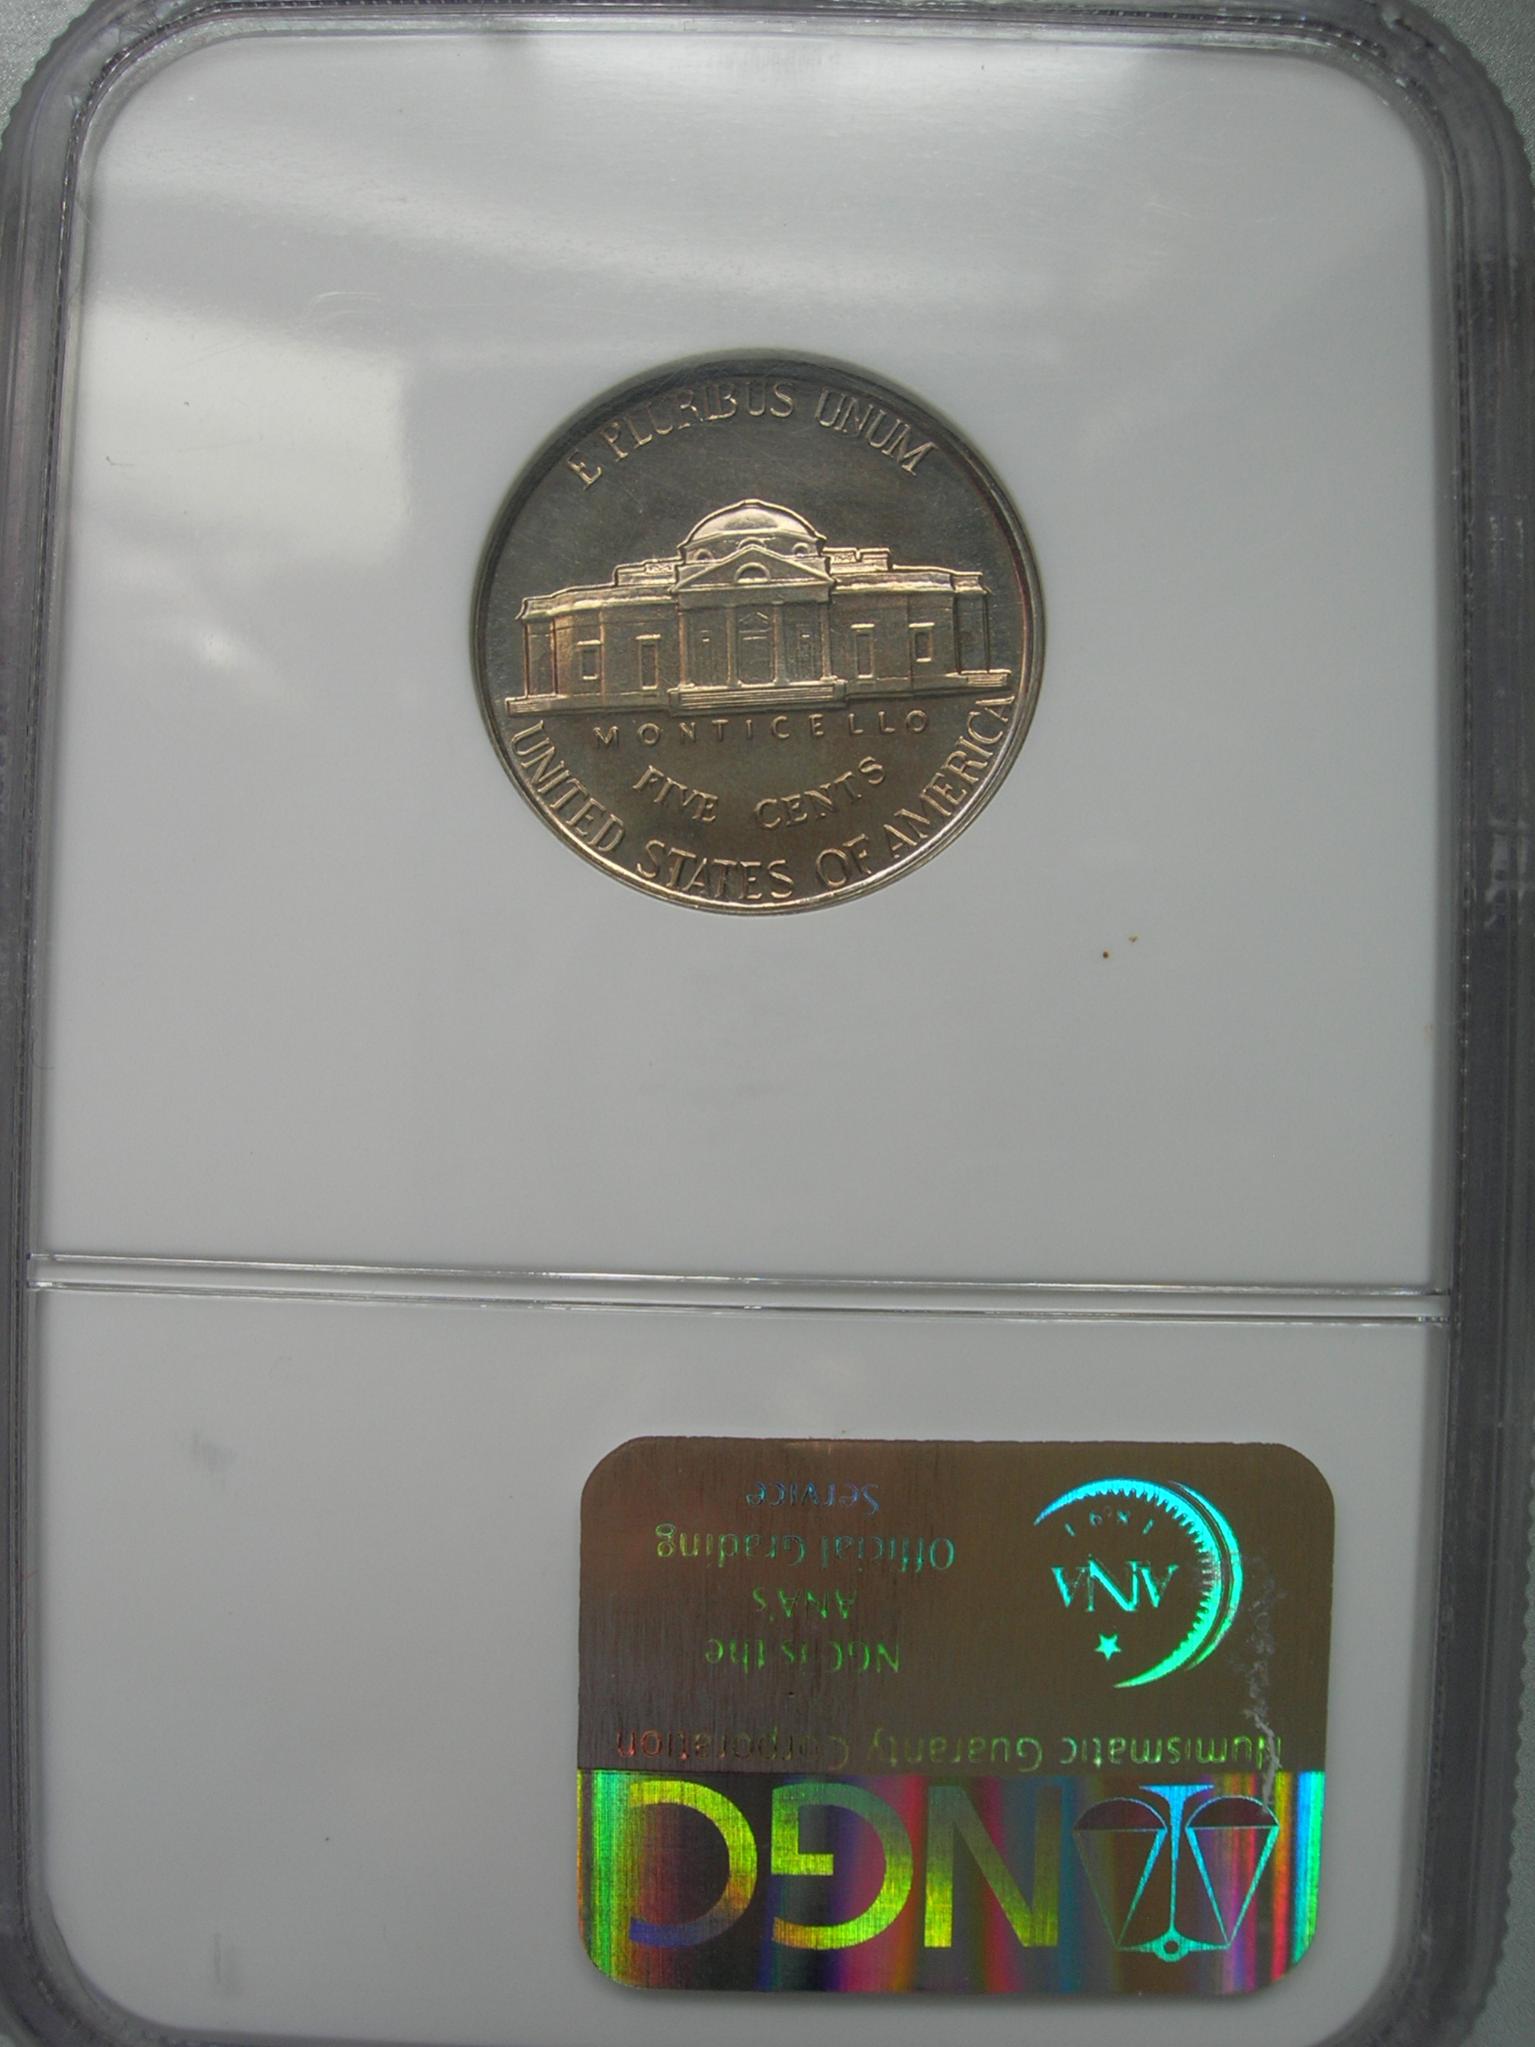 E PLURIBUS UNUM
MONTICELLO
FIVE CENTS
UNITED STATES OF AMERICA
NGC
Numismatic Guaranty Corporation
NGC is the
ANA'S
Official Grading
Service
ANA
1891